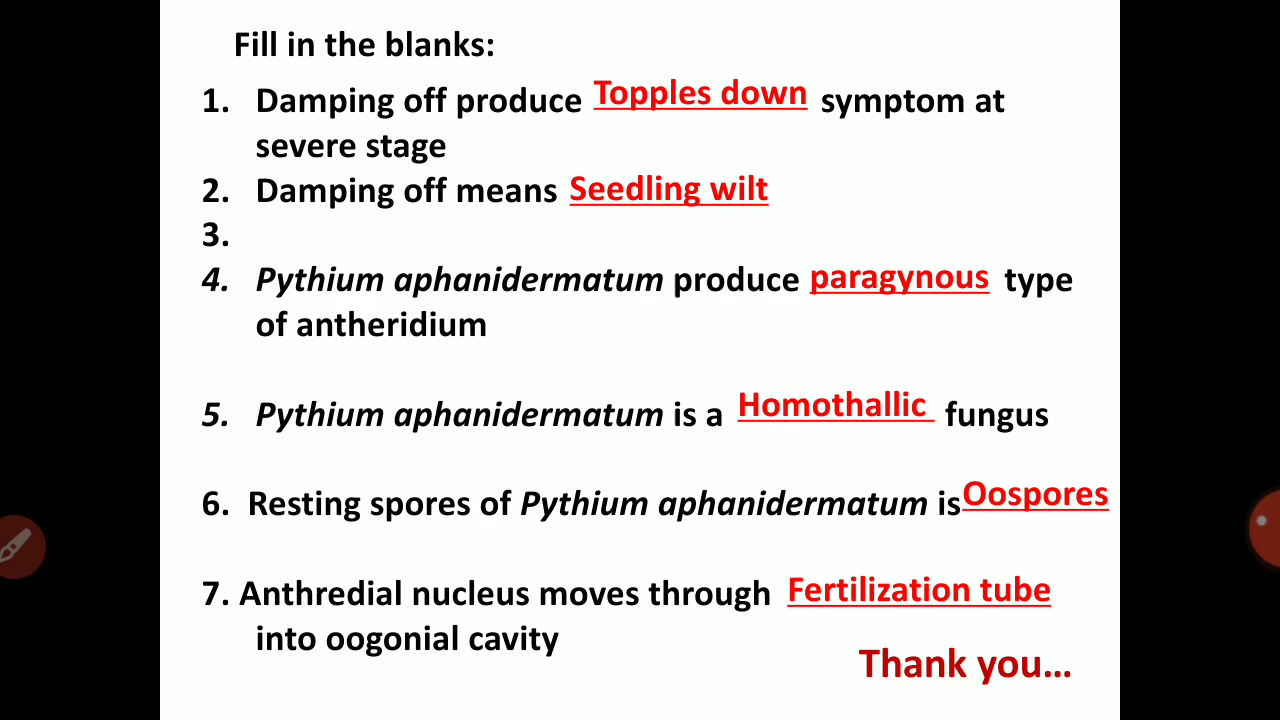 Fill in the blanks:
1. Damping off produce Topples down symptom at
severe stage
2. Damping off means Seedling wilt
3.
4. Pythium aphanidermatum produce paragynous type
of antheridium
5. Pythium aphanidermatum is a Homothallic fungus
6. Resting spores of Pythium aphanidermatum is Oospores
7. Anthredial nucleus moves through Fertilization tube
into oogonial cavity
Thank you...